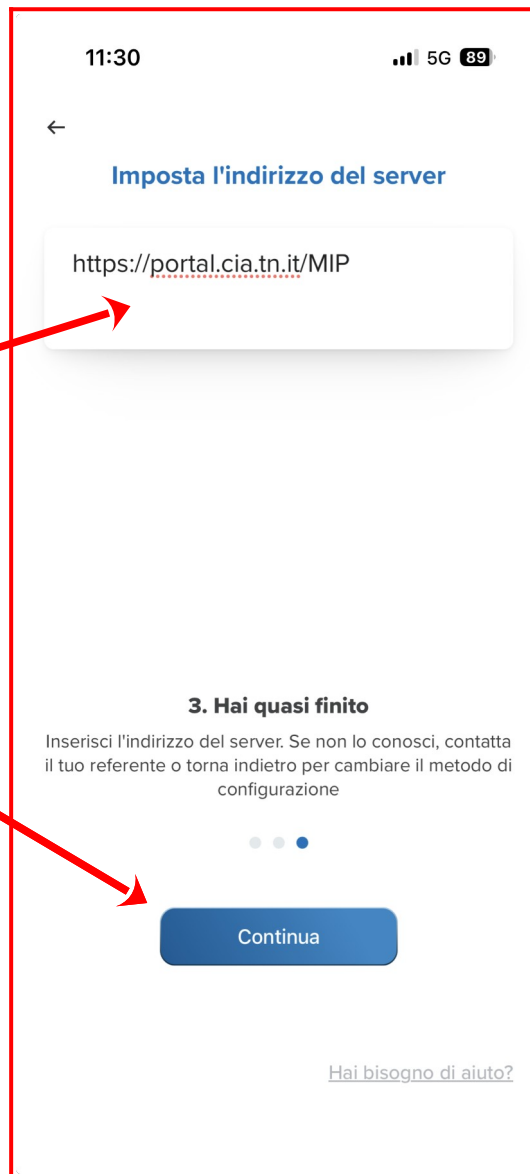 11:30
5G 89
Imposta l'indirizzo del server
https://portal.cia.tn.it/MIP
3. Hai quasi finito
Inserisci l'indirizzo del server. Se non lo conosci, contatta
il tuo referente o torna indietro per cambiare il metodo di
configurazione
Continua
Hai bisogno di aiuto?